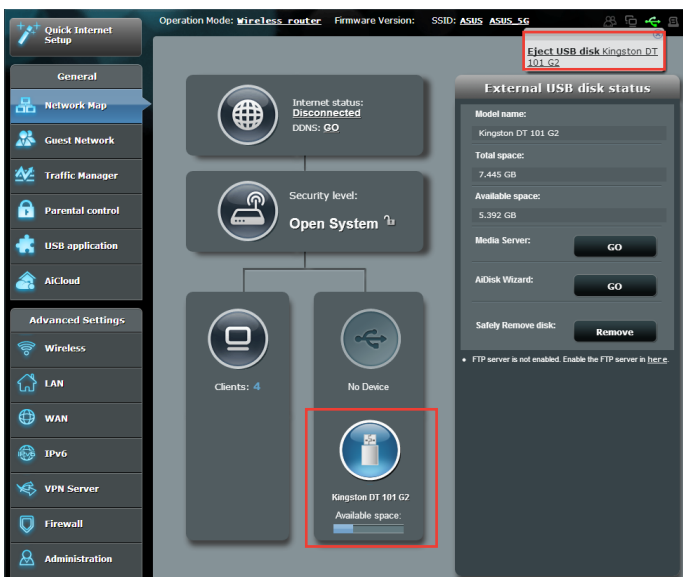 Quick Internet
Setup
Operation Mode: Wireless router Firmware Version: SSID: ASUS ASUS_5G
Eject USB disk Kingston DT
101 G2
General
Network Map
Guest Network
Traffic Manager
Parental control
USB application
AiCloud
Advanced Settings
Wireless
LAN
WAN
IPv6
VPN Server
Firewall
Administration
Internet status:
Disconnected
DDNS: GO
Security level:
Open System
Clients: 4
No Device
Kingston DT 101 G2
Available space:
External USB disk status
Model name:
Kingston DT 101 G2
Total space:
7.445 GB
Available space:
5.392 GB
Media Server: GO
AiDisk Wizard: GO
Safely Remove disk: Remove
• FTP server is not enabled. Enable the FTP server in here.